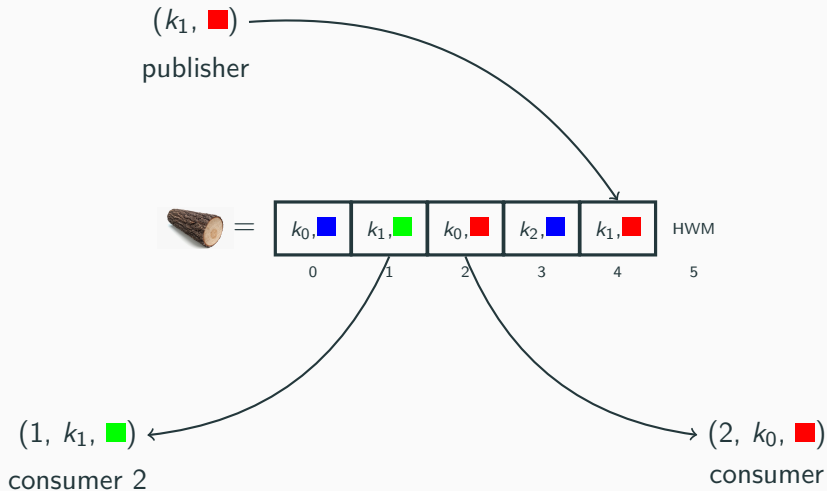 (k₁, )
publisher
= k₀, k₁, k₀, k₂, k₁, HWM
0 1 2 3 4 5
(1, k₁, ) (2, k₀, )
consumer 2 consumer